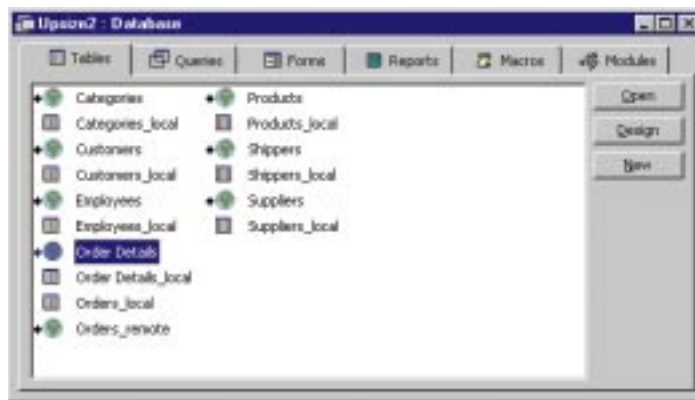 Upsize2 : Database
Tables Queries Forms Reports Macros Modules
Categories
Categories_local
Customers
Customers_local
Employees
Employees_local
Order Details
Order Details_local
Orders_local
Orders_remote
Products
Products_local
Shippers
Shippers_local
Suppliers
Suppliers_local
Open
Design
New